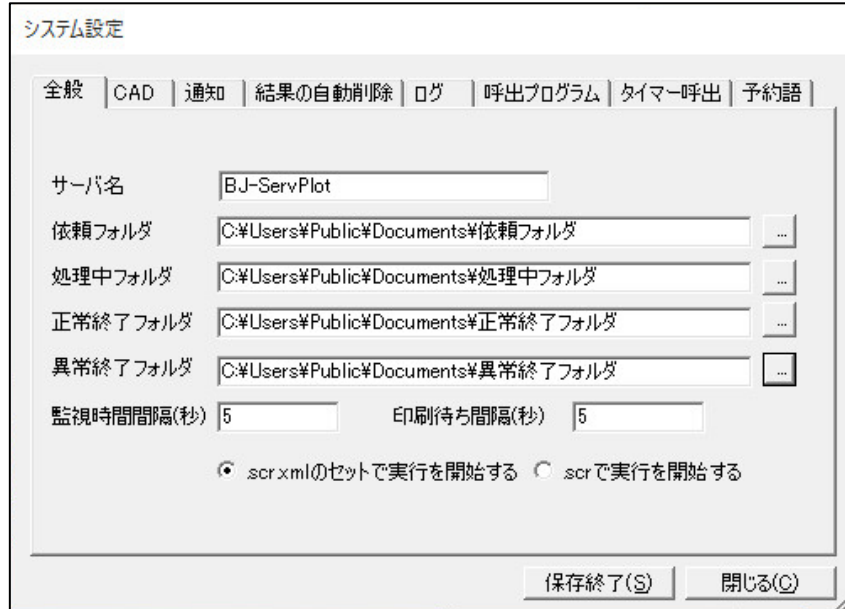 システム設定
全般 CAD 通知 結果の自動削除 ログ 呼出プログラム タイマー呼出 予約語
サーバ名 BJ-ServPlot
依頼フォルダ C:¥Users¥Public¥Documents¥依頼フォルダ ...
処理中フォルダ C:¥Users¥Public¥Documents¥処理中フォルダ ...
正常終了フォルダ C:¥Users¥Public¥Documents¥正常終了フォルダ ...
異常終了フォルダ C:¥Users¥Public¥Documents¥異常終了フォルダ ...
監視時間間隔(秒) 5 印刷待ち間隔(秒) 5
.scr.xmlのセットで実行を開始する .scrで実行を開始する
保存終了(S) 閉じる(C)